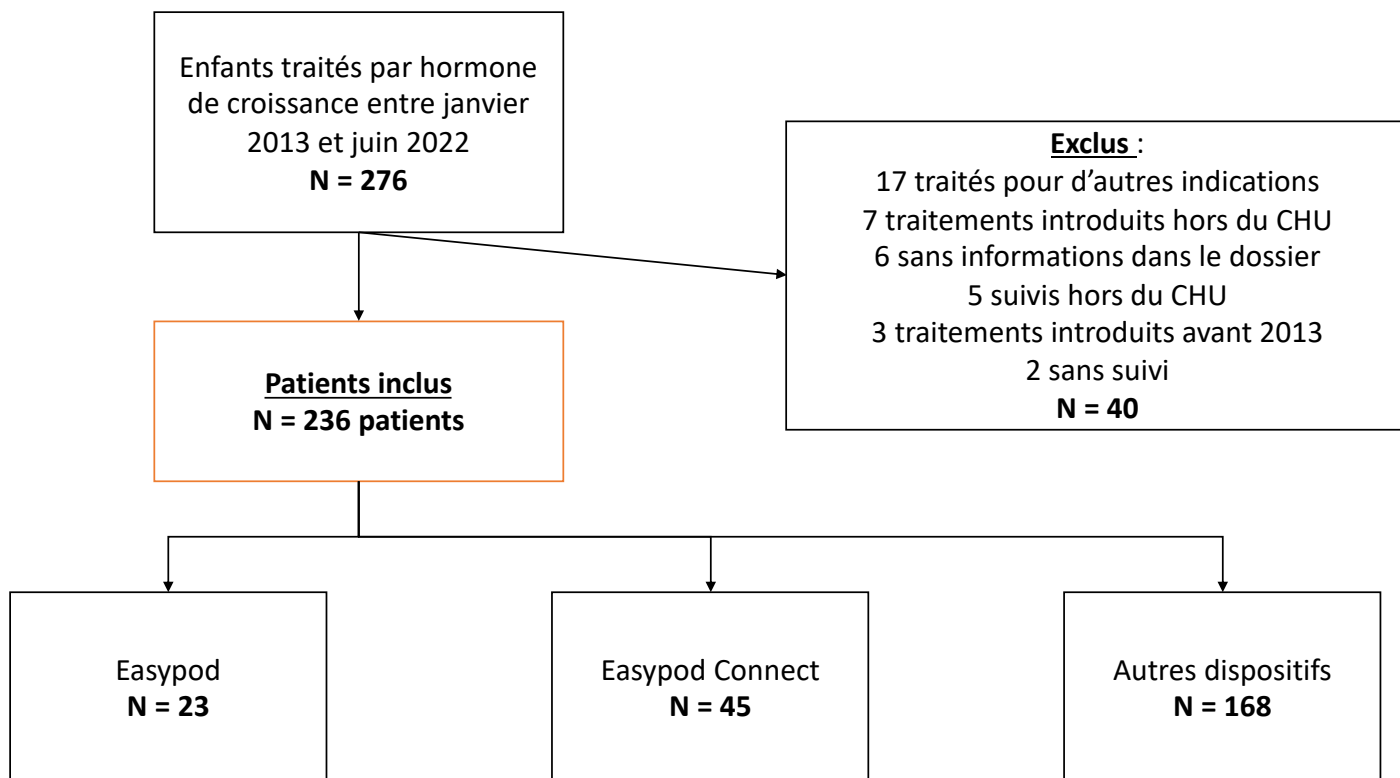 Enfants traités par hormone
de croissance entre janvier
2013 et juin 2022
N = 276
Exclus :
17 traités pour d’autres indications
7 traitements introduits hors du CHU
6 sans informations dans le dossier
5 suivis hors du CHU
3 traitements introduits avant 2013
2 sans suivi
N = 40
Patients inclus
N = 236 patients
Easypod
N = 23
Easypod Connect
N = 45
Autres dispositifs
N = 168